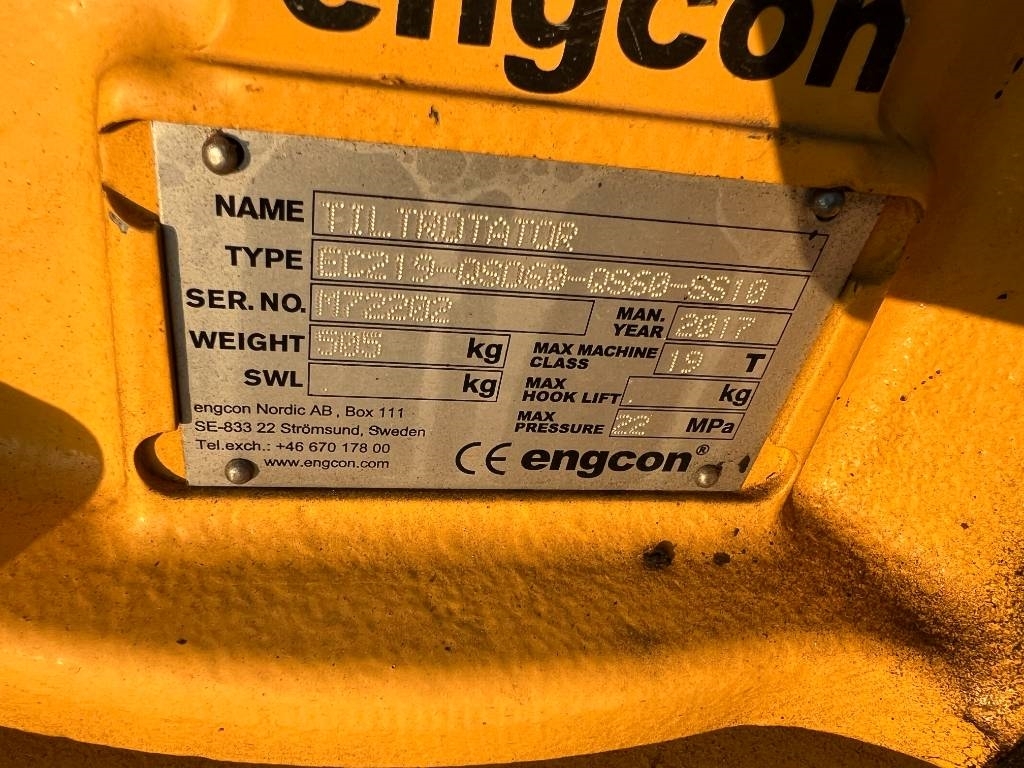 engcon
NAME TILTROTATOR
TYPE EC219-QSD60-QS60-SS10
SER. NO. M72202
MAN. YEAR 2017
WEIGHT 505 kg
MAX MACHINE CLASS 19 T
SWL . kg
MAX HOOK LIFT . kg
MAX PRESSURE 22 MPa
engcon Nordic AB, Box 111
SE-833 22 Strömsund, Sweden
Tel.exch.: +46 670 178 00
www.engcon.com
CE engcon®